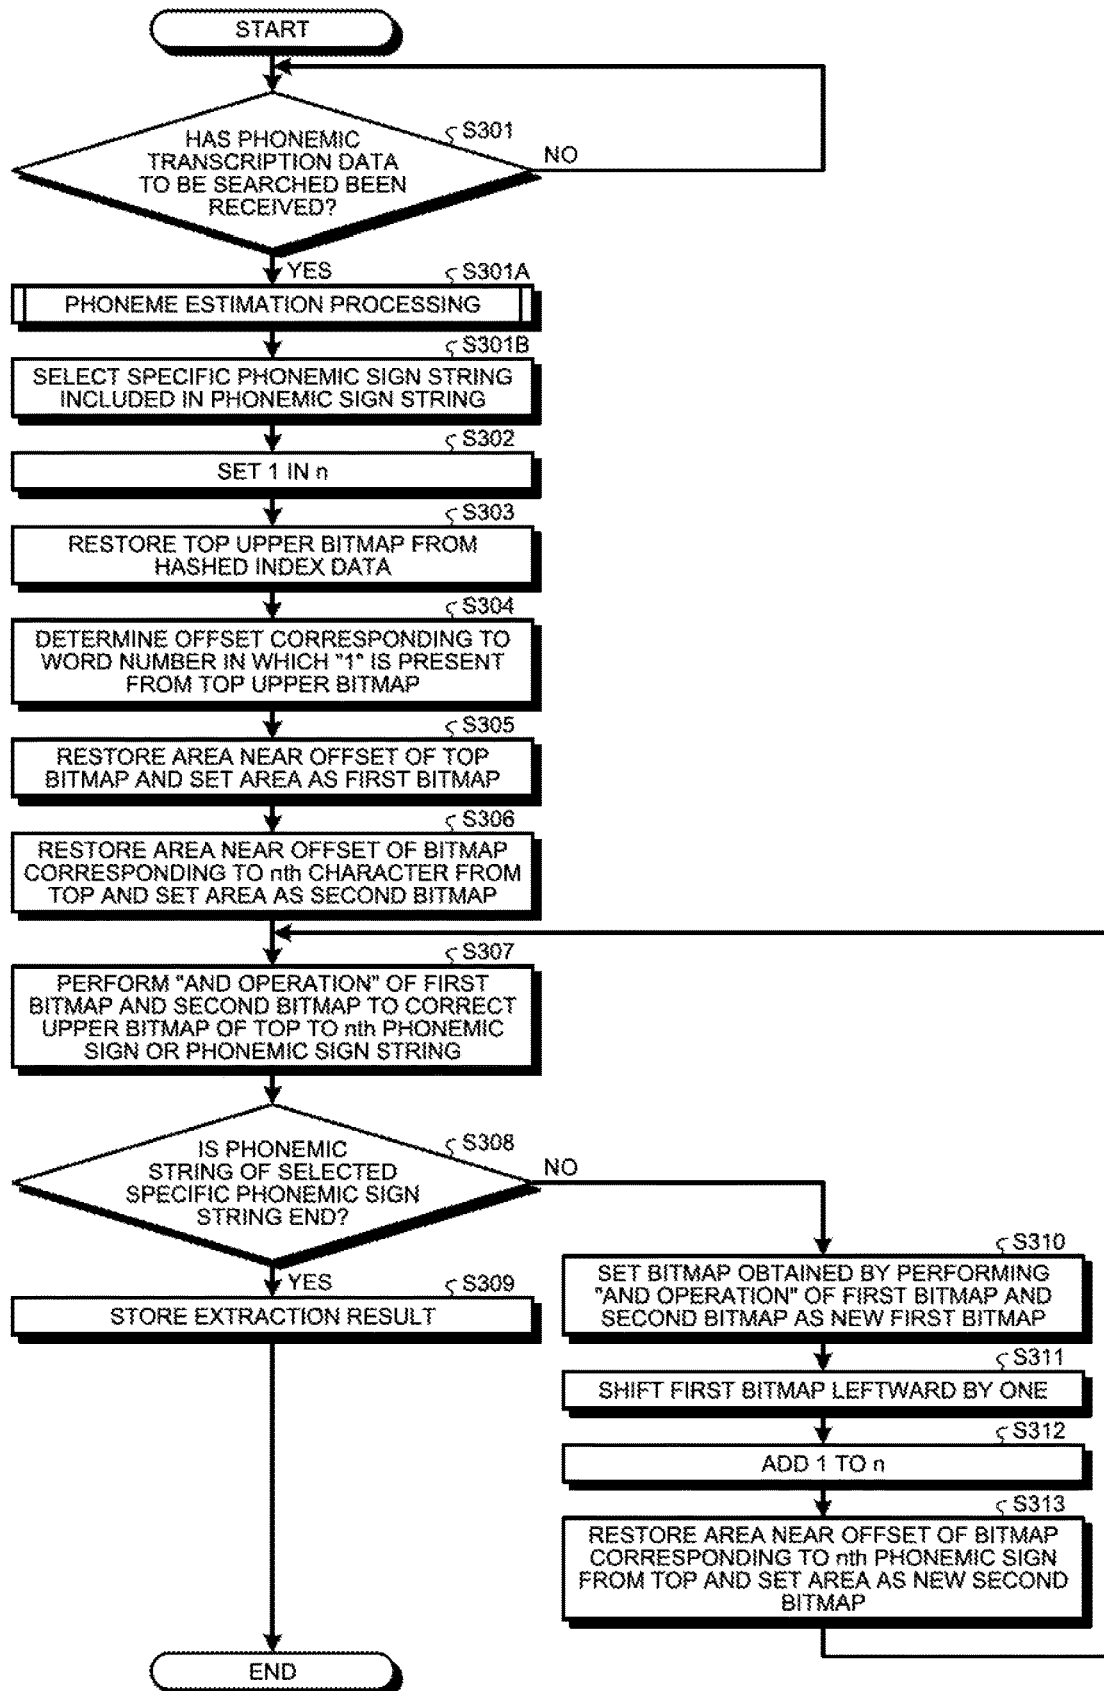 START
S301
HAS PHONEMIC
TRANSCRIPTION DATA
TO BE SEARCHED BEEN
RECEIVED?
NO
YES
S301A
PHONEME ESTIMATION PROCESSING
S301B
SELECT SPECIFIC PHONEMIC SIGN STRING
INCLUDED IN PHONEMIC SIGN STRING
S302
SET 1 IN n
S303
RESTORE TOP UPPER BITMAP FROM
HASHED INDEX DATA
S304
DETERMINE OFFSET CORRESPONDING TO
WORD NUMBER IN WHICH "1" IS PRESENT
FROM TOP UPPER BITMAP
S305
RESTORE AREA NEAR OFFSET OF TOP
BITMAP AND SET AREA AS FIRST BITMAP
S306
RESTORE AREA NEAR OFFSET OF BITMAP
CORRESPONDING TO nth CHARACTER FROM
TOP AND SET AREA AS SECOND BITMAP
S307
PERFORM "AND OPERATION" OF FIRST
BITMAP AND SECOND BITMAP TO CORRECT
UPPER BITMAP OF TOP TO nth PHONEMIC
SIGN OR PHONEMIC SIGN STRING
S308
IS PHONEMIC
STRING OF SELECTED
SPECIFIC PHONEMIC SIGN
STRING END?
NO
YES
S309
STORE EXTRACTION RESULT
S310
SET BITMAP OBTAINED BY PERFORMING
"AND OPERATION" OF FIRST BITMAP AND
SECOND BITMAP AS NEW FIRST BITMAP
S311
SHIFT FIRST BITMAP LEFTWARD BY ONE
S312
ADD 1 TO n
S313
RESTORE AREA NEAR OFFSET OF BITMAP
CORRESPONDING TO nth PHONEMIC SIGN
FROM TOP AND SET AREA AS NEW SECOND
BITMAP
END